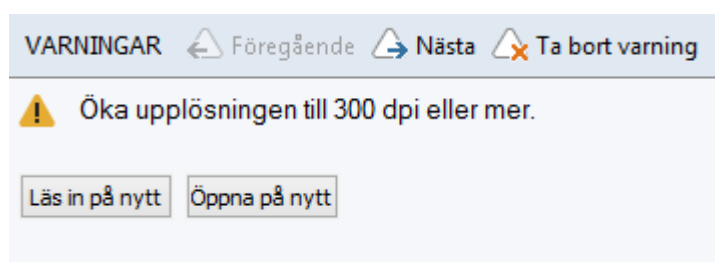 VARNINGAR Föregående Nästa Ta bort varning
Öka upplösningen till 300 dpi eller mer.
Läs in på nytt Öppna på nytt